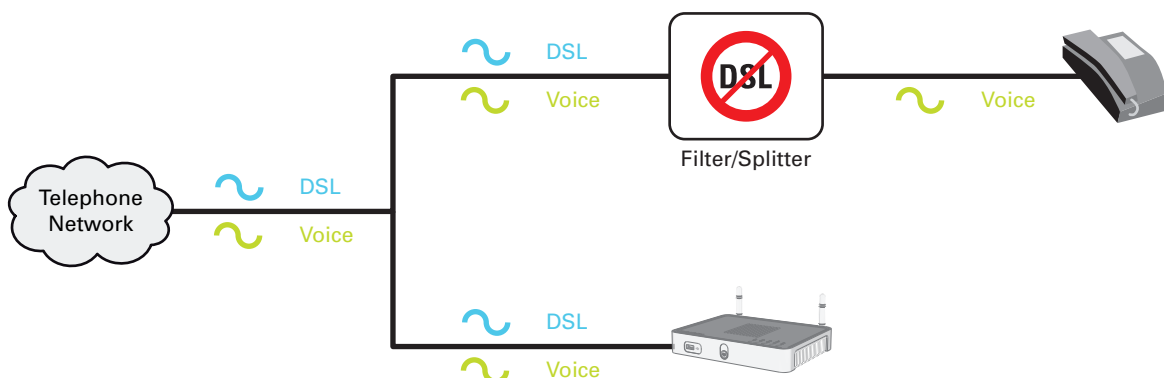 DSL
Voice
DSL
Filter/Splitter
Voice
Telephone
Network
DSL
Voice
DSL
Voice